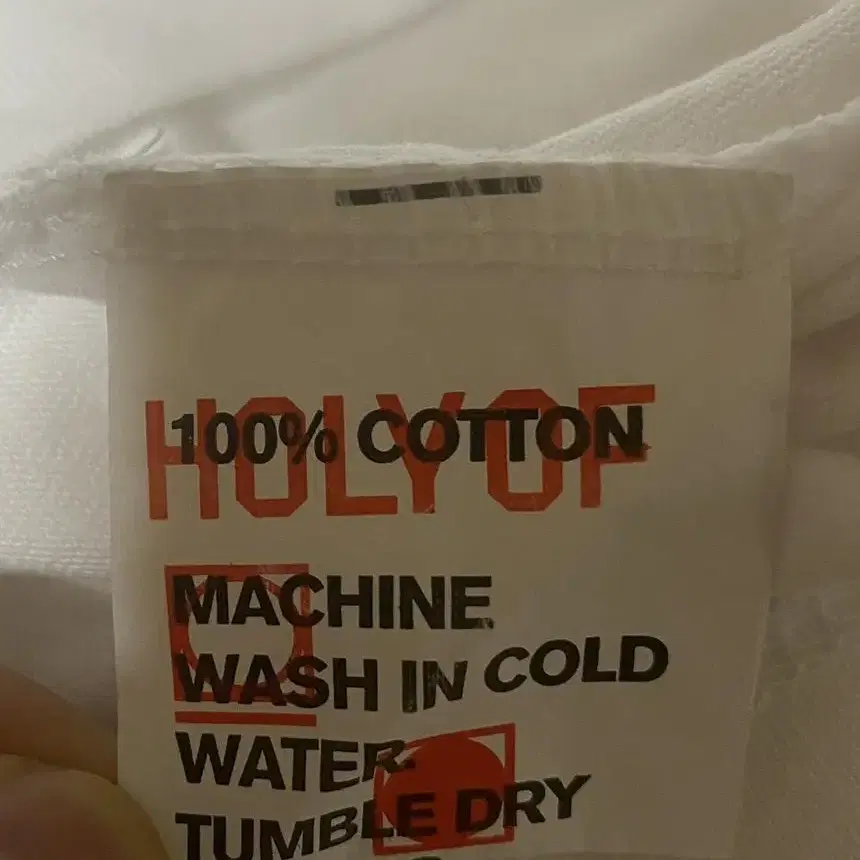 HOLYOF
100% COTTON
MACHINE
WASH IN COLD
WATER.
TUMBLE DRY